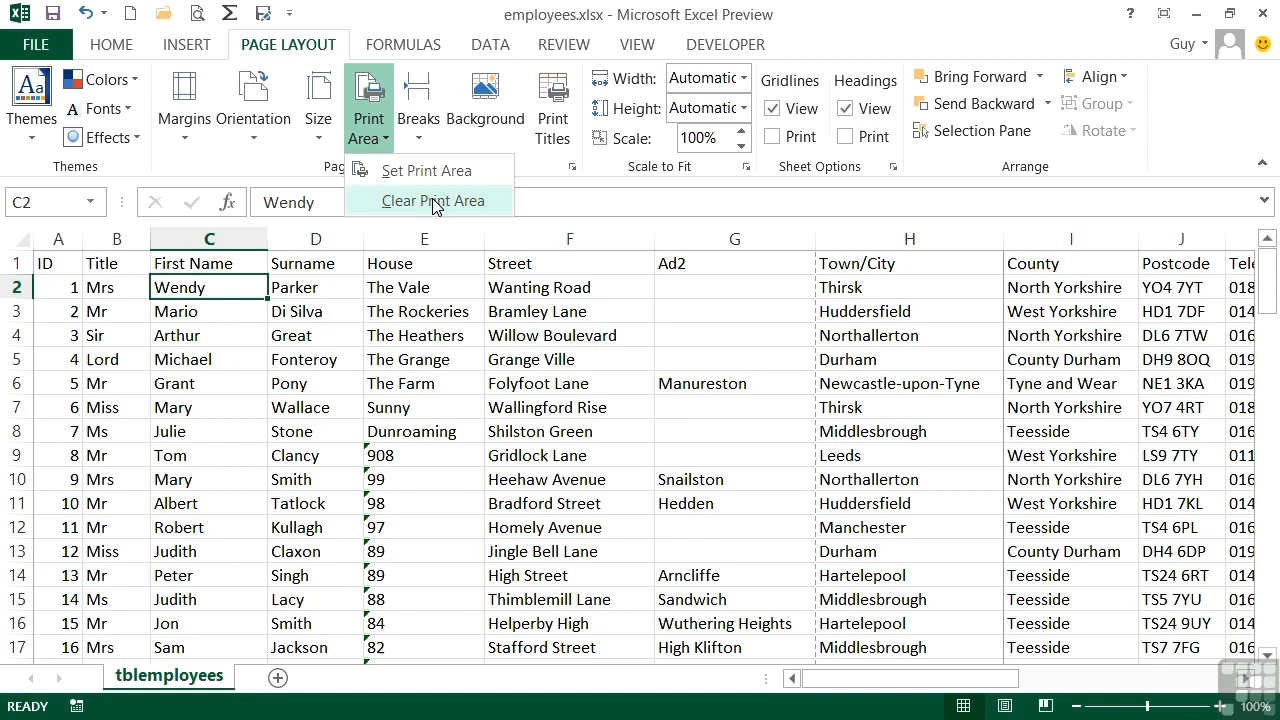 employees.xlsx - Microsoft Excel Preview
FILE HOME INSERT PAGE LAYOUT FORMULAS DATA REVIEW VIEW DEVELOPER Guy
Themes Colors Fonts Effects
Margins Orientation Size Print Area Breaks Background Print Titles
Width: Automatic
Height: Automatic
Scale: 100%
Gridlines Headings
View View
Print Print
Bring Forward Align
Send Backward Group
Selection Pane Rotate
Themes Pag Scale to Fit Sheet Options Arrange
Set Print Area
Clear Print Area
C2 fx Wendy
A B C D E F G H I J
1 ID Title First Name Surname House Street Ad2 Town/City County Postcode Tele
2 1 Mrs Wendy Parker The Vale Wanting Road Thirsk North Yorkshire YO4 7YT 018
3 2 Mr Mario Di Silva The Rockeries Bramley Lane Huddersfield West Yorkshire HD1 7DF 014
4 3 Sir Arthur Great The Heathers Willow Boulevard Northallerton North Yorkshire DL6 7TW 016
5 4 Lord Michael Fonteroy The Grange Grange Ville Durham County Durham DH9 8OQ 019
6 5 Mr Grant Pony The Farm Folyfoot Lane Manureston Newcastle-upon-Tyne Tyne and Wear NE1 3KA 019
7 6 Miss Mary Wallace Sunny Wallingford Rise Thirsk North Yorkshire YO7 4RT 018
8 7 Ms Julie Stone Dunroaming Shilston Green Middlesbrough Teesside TS4 6TY 016
9 8 Mr Tom Clancy 908 Gridlock Lane Leeds West Yorkshire LS9 7TY 011
10 9 Mrs Mary Smith 99 Heehaw Avenue Snailston Northallerton North Yorkshire DL6 7YH 016
11 10 Mr Albert Tatlock 98 Bradford Street Hedden Huddersfield West Yorkshire HD1 7KL 014
12 11 Mr Robert Kullagh 97 Homely Avenue Manchester Teesside TS4 6PL 016
13 12 Miss Judith Claxon 89 Jingle Bell Lane Durham County Durham DH4 6DP 019
14 13 Mr Peter Singh 89 High Street Arncliffe Hartelepool Teesside TS24 6RT 014
15 14 Ms Judith Lacy 88 Thimblemill Lane Sandwich Middlesbrough Teesside TS5 7YU 016
16 15 Mr Jon Smith 84 Helperby High Wuthering Heights Hartelepool Teesside TS24 9UY 014
17 16 Mrs Sam Jackson 82 Stafford Street High Klifton Middlesbrough Teesside TS7 7FG 016
tblemployees
READY 100%